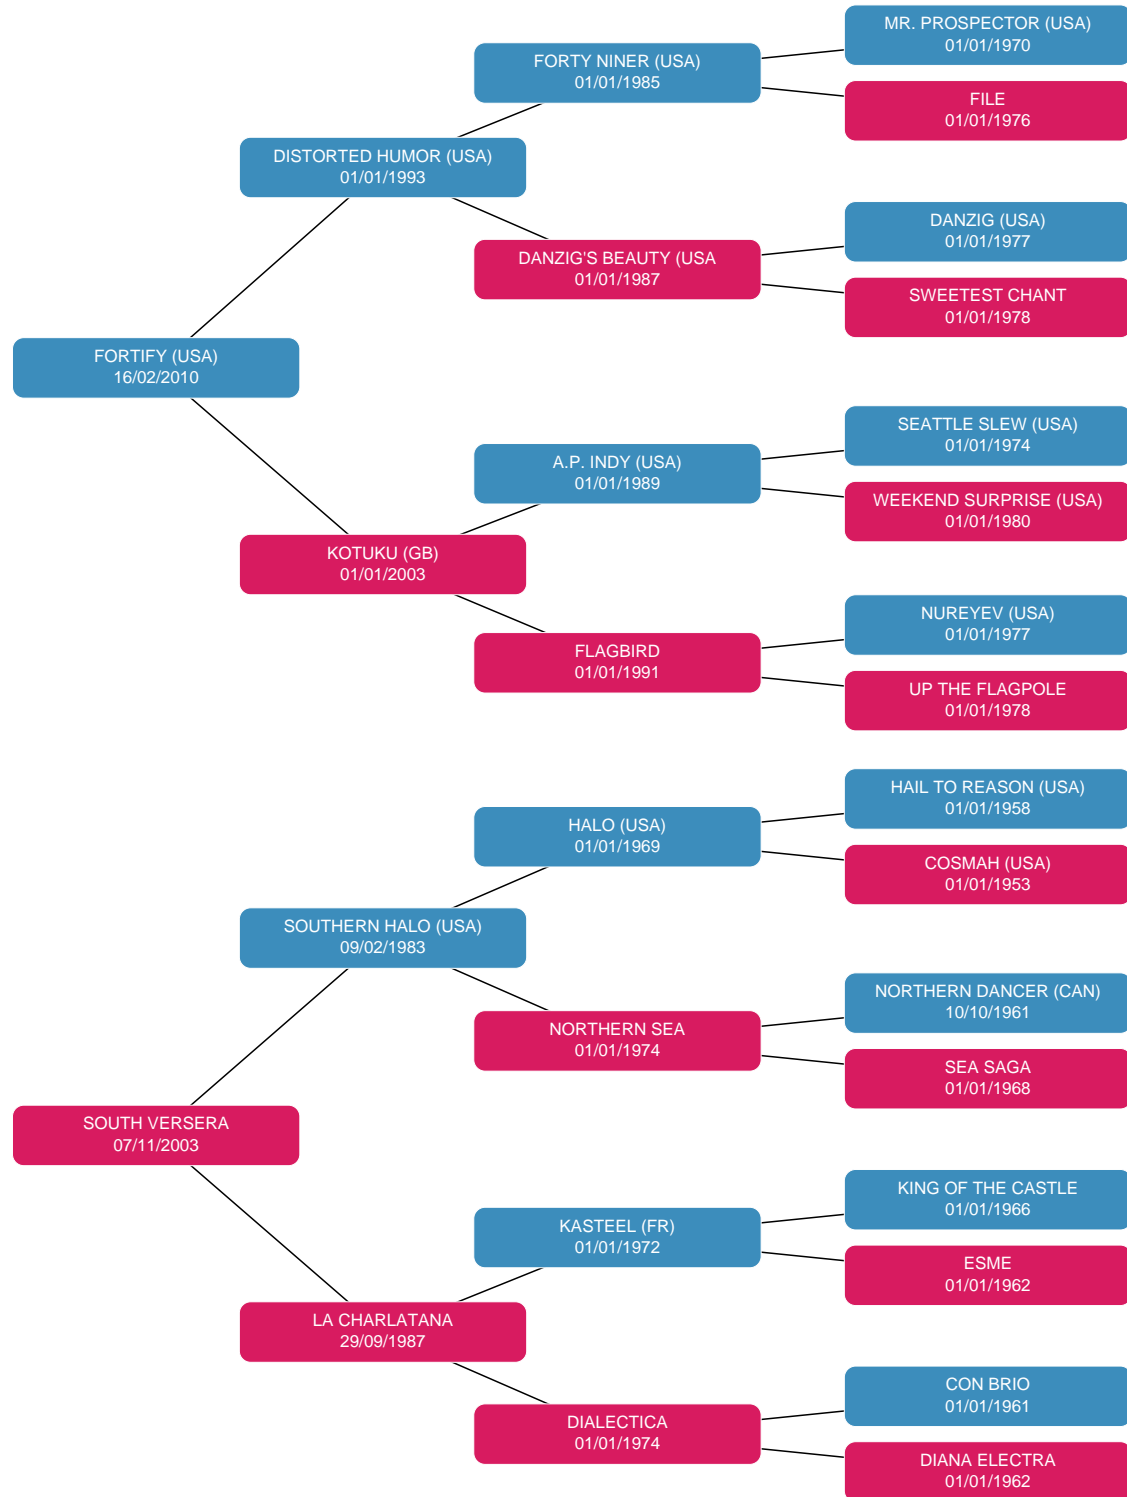 MR. PROSPECTOR (USA)
01/01/1970
FORTY NINER (USA)
01/01/1985
FILE
01/01/1976
DISTORTED HUMOR (USA)
01/01/1993
DANZIG (USA)
01/01/1977
DANZIG'S BEAUTY (USA
01/01/1987
SWEETEST CHANT
01/01/1978
FORTIFY (USA)
16/02/2010
SEATTLE SLEW (USA)
01/01/1974
A.P. INDY (USA)
01/01/1989
WEEKEND SURPRISE (USA)
01/01/1980
KOTUKU (GB)
01/01/2003
NUREYEV (USA)
01/01/1977
FLAGBIRD
01/01/1991
UP THE FLAGPOLE
01/01/1978
HAIL TO REASON (USA)
01/01/1958
HALO (USA)
01/01/1969
COSMAH (USA)
01/01/1953
SOUTHERN HALO (USA)
09/02/1983
NORTHERN DANCER (CAN)
10/10/1961
NORTHERN SEA
01/01/1974
SEA SAGA
01/01/1968
SOUTH VERSERA
07/11/2003
KING OF THE CASTLE
01/01/1966
KASTEEL (FR)
01/01/1972
ESME
01/01/1962
LA CHARLATANA
29/09/1987
CON BRIO
01/01/1961
DIALECTICA
01/01/1974
DIANA ELECTRA
01/01/1962